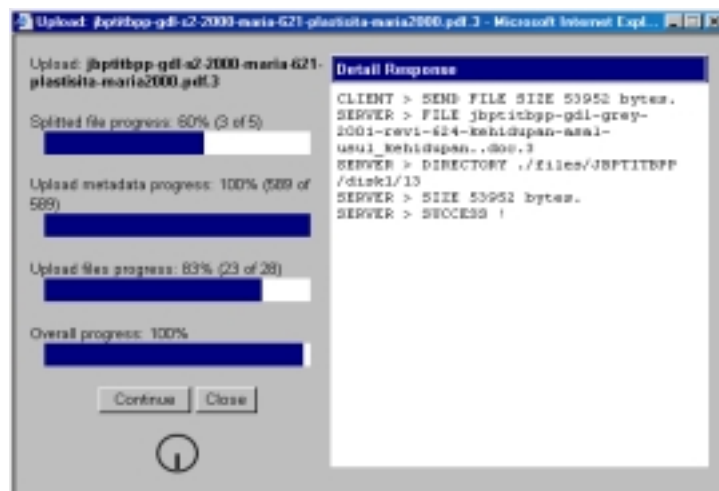 Upload: jbptitbpp-gdl-s2-2000-maria-621-plastisita-maria2000.pdf.3 - Microsoft Internet Expl...
Upload: jbptitbpp-gdl-s2-2000-maria-621-
plastisita-maria2000.pdf.3
Splitted file progress: 60% (3 of 5)
Upload metadata progress: 100% (589 of
589)
Upload files progress: 83% (23 of 28)
Overall progress: 100%
Continue
Close
Detail Response
CLIENT > SEND FILE SIZE 53952 bytes.
SERVER > FILE jbptitbpp-gdl-grey-
2001-revi-624-kehidupan-asal-
usul_kehidupan..doc.3
SERVER > DIRECTORY ./files/JBPTITBPP
/disk1/13
SERVER > SIZE 53952 bytes.
SERVER > SUCCESS !